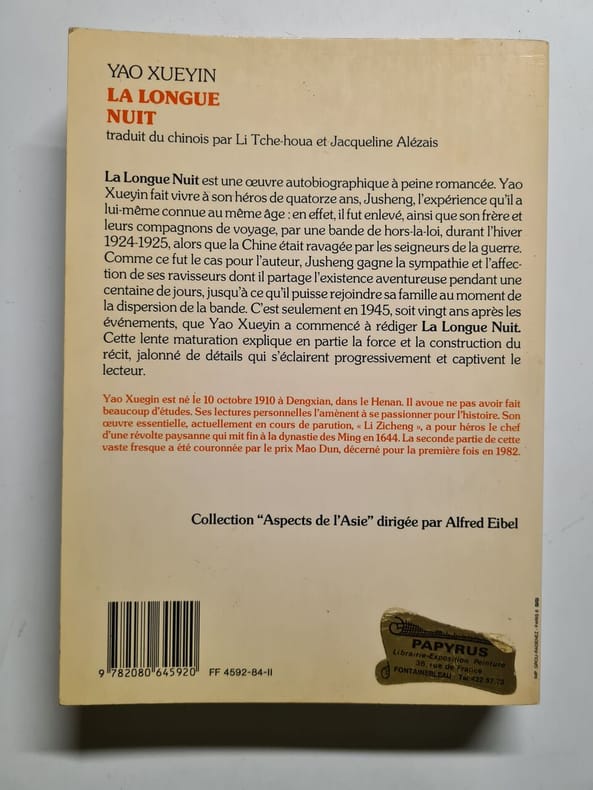 YAO XUEYIN
LA LONGUE
NUIT
traduit du chinois par Li Tche-houa et Jacqueline Alézais
La Longue Nuit est une œuvre autobiographique à peine romancée. Yao
Xueyin fait vivre à son héros de quatorze ans, Jusheng, l'expérience qu'il a
lui-même connue au même âge : en effet, il fut enlevé, ainsi que son frère et
leurs compagnons de voyage, par une bande de hors-la-loi, durant l'hiver
1924-1925, alors que la Chine était ravagée par les seigneurs de la guerre.
Comme ce fut le cas pour l'auteur, Jusheng gagne la sympathie et l'affec-
tion de ses ravisseurs dont il partage l'existence aventureuse pendant une
centaine de jours, jusqu'à ce qu'il puisse rejoindre sa famille au moment de
la dispersion de la bande. C'est seulement en 1945, soit vingt ans après les
événements, que Yao Xueyin a commencé à rédiger La Longue Nuit.
Cette lente maturation explique en partie la force et la construction du
récit, jalonné de détails qui s'éclairent progressivement et captivent le
lecteur.
Yao Xuegin est né le 10 octobre 1910 à Dengxian, dans le Henan. Il avoue ne pas avoir fait
beaucoup d'études. Ses lectures personnelles l'amènent à se passionner pour l'histoire. Son
œuvre essentielle, actuellement en cours de parution, « Li Zicheng », a pour héros le chef
d'une révolte paysanne qui mit fin à la dynastie des Ming en 1644. La seconde partie de cette
vaste fresque a été couronnée par le prix Mao Dun, décerné pour la première fois en 1982.
Collection "Aspects de l'Asie" dirigée par Alfred Eibel
9 782080 645920
FF 4592-84-II
PAPYRUS
Librairie-Exposition Peinture
38, rue de France
FONTAINEBLEAU - Tél 422 97 73